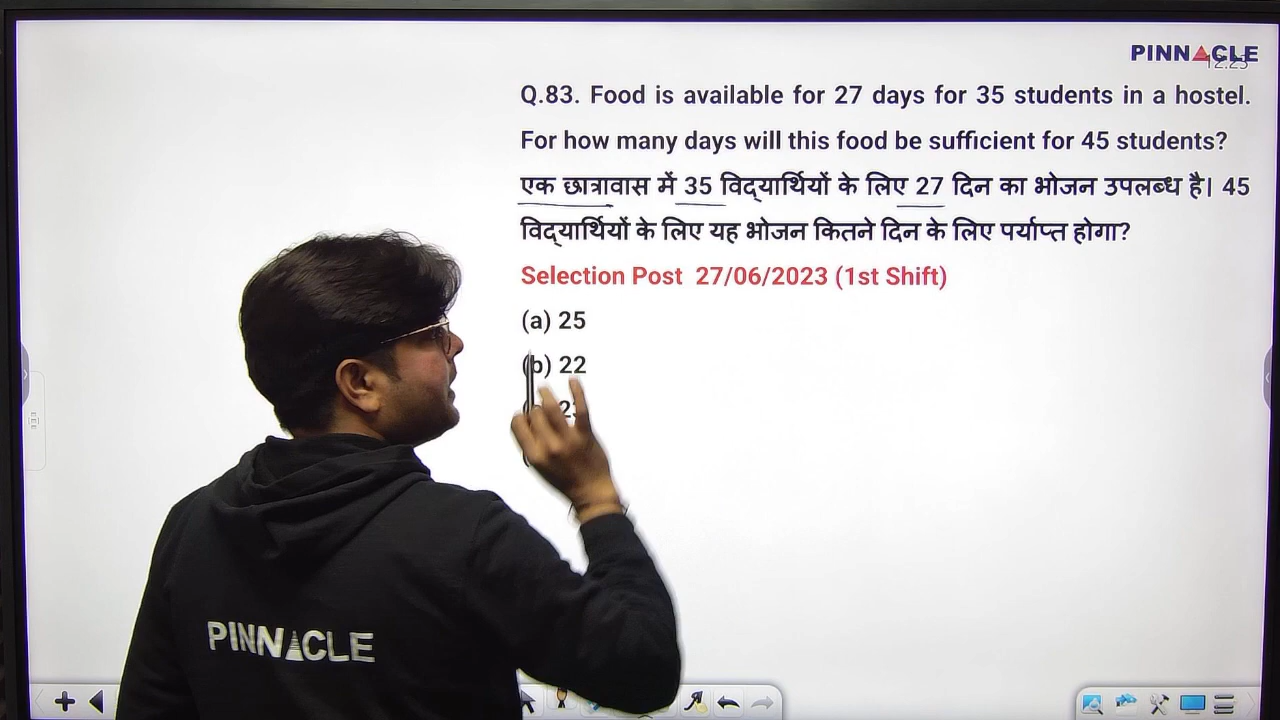 PINNACLE
12:25
Q.83. Food is available for 27 days for 35 students in a hostel.
For how many days will this food be sufficient for 45 students?
एक छात्रावास में 35 विद्यार्थियों के लिए 27 दिन का भोजन उपलब्ध है। 45
विद्यार्थियों के लिए यह भोजन कितने दिन के लिए पर्याप्त होगा?
Selection Post 27/06/2023 (1st Shift)
(a) 25
(b) 22
PINNACLE